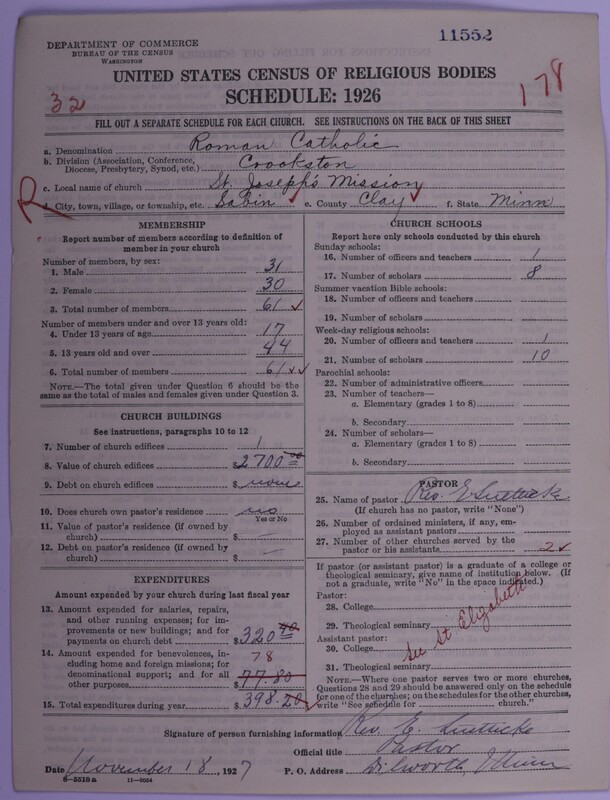 DEPARTMENT OF COMMERCE
BUREAU OF THE CENSUS
WASHINGTON
11552
UNITED STATES CENSUS OF RELIGIOUS BODIES
SCHEDULE: 1926
32
178
FILL OUT A SEPARATE SCHEDULE FOR EACH CHURCH. SEE INSTRUCTIONS ON THE BACK OF THIS SHEET
a. Denomination Roman Catholic
b. Division (Association, Conference, Diocese, Presbytery, Synod, etc.) Crookston
c. Local name of church St. Joseph's Mission
R
d. City, town, village, or township, etc. Sabin e. County Clay f. State Minn
MEMBERSHIP
Report number of members according to definition of
member in your church
Number of members, by sex:
1. Male 31
2. Female 30
3. Total number of members 61
Number of members under and over 13 years old:
4. Under 13 years of age 17
5. 13 years old and over 44
6. Total number of members 61
NOTE.—The total given under Question 6 should be the
same as the total of males and females given under Question 3.
CHURCH BUILDINGS
See instructions, paragraphs 10 to 12
7. Number of church edifices 1
8. Value of church edifices $2700.00
9. Debt on church edifices $ none
10. Does church own pastor's residence no
Yes or No
11. Value of pastor's residence (if owned by
church) $ —
12. Debt on pastor's residence (if owned by
church) $ —
EXPENDITURES
Amount expended by your church during last fiscal year
13. Amount expended for salaries, repairs,
and other running expenses; for im-
provements or new buildings; and for
payments on church debt $320.40
14. Amount expended for benevolences, 78
including home and foreign missions; for
denominational support; and for all
other purposes $77.80
15. Total expenditures during year $398.20
CHURCH SCHOOLS
Report here only schools conducted by this church
Sunday schools:
16. Number of officers and teachers 1
17. Number of scholars 8
Summer vacation Bible schools:
18. Number of officers and teachers
19. Number of scholars
Week-day religious schools:
20. Number of officers and teachers 1
21. Number of scholars 10
Parochial schools:
22. Number of administrative officers
23. Number of teachers—
a. Elementary (grades 1 to 8)
b. Secondary
24. Number of scholars—
a. Elementary (grades 1 to 8)
b. Secondary
PASTOR
25. Name of pastor Rev. E.
(If church has no pastor, write "None")
26. Number of ordained ministers, if any, em-
ployed as assistant pastors
27. Number of other churches served by the
pastor or his assistants 2
If pastor (or assistant pastor) is a graduate of a college or
theological seminary, give name of institution below. (If
not a graduate, write "No" in the space indicated.)
Pastor:
28. College
29. Theological seminary
Assistant pastor:
30. College
31. Theological seminary
See St Elizabeth
NOTE.—Where one pastor serves two or more churches,
Questions 28 and 29 should be answered only on the schedule
for one of the churches; on the schedules for the other churches,
write "See schedule for church."
Signature of person furnishing information Rev. E.
Official title Pastor
Date November 18, 1927 P. O. Address Dilworth, Minn
8—5518 a 11—9054